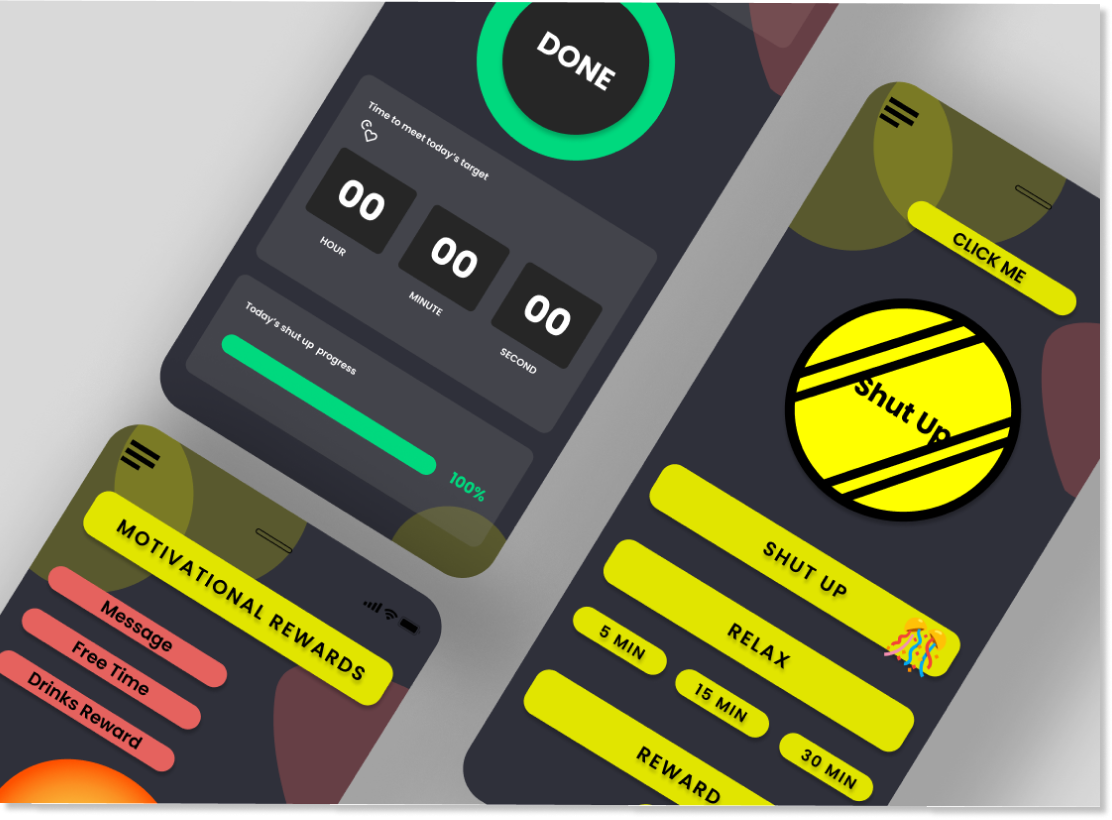 DONE
Time to meet today's target
00
00
00
HOUR
MINUTE
SECOND
Today's shut up progress
100%
MOTIVATIONAL REWARDS
Message
Free Time
Drinks Reward
CLICK ME
Shut Up
SHUT UP
RELAX
5 MIN
15 MIN
30 MIN
REWARD